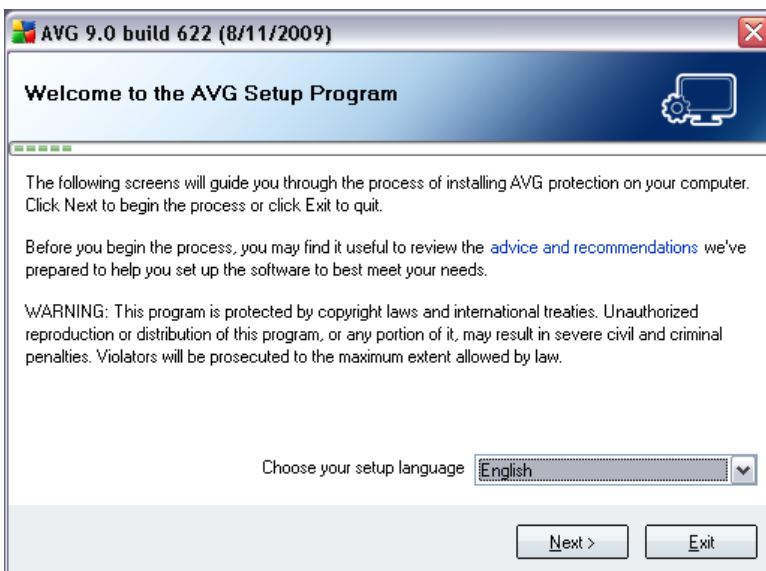 AVG 9.0 build 622 (8/11/2009)
Welcome to the AVG Setup Program
The following screens will guide you through the process of installing AVG protection on your computer.
Click Next to begin the process or click Exit to quit.
Before you begin the process, you may find it useful to review the advice and recommendations we've
prepared to help you set up the software to best meet your needs.
WARNING: This program is protected by copyright laws and international treaties. Unauthorized
reproduction or distribution of this program, or any portion of it, may result in severe civil and criminal
penalties. Violators will be prosecuted to the maximum extent allowed by law.
Choose your setup language English
Next > Exit